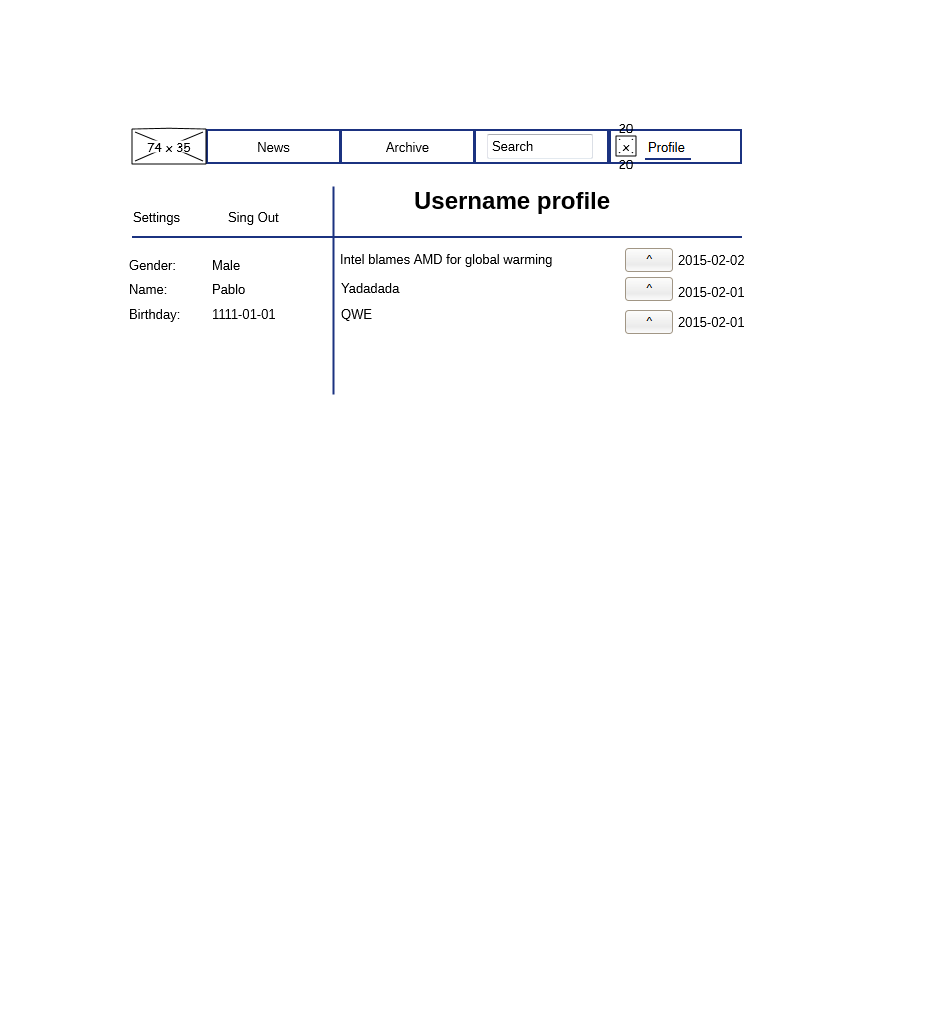 20
74 x 35 News Archive Search x Profile
20
Username profile
Settings Sing Out
Intel blames AMD for global warming ^ 2015-02-02
Gender: Male
Name: Pablo
Yadadada ^ 2015-02-01
Birthday: 1111-01-01
QWE ^ 2015-02-01